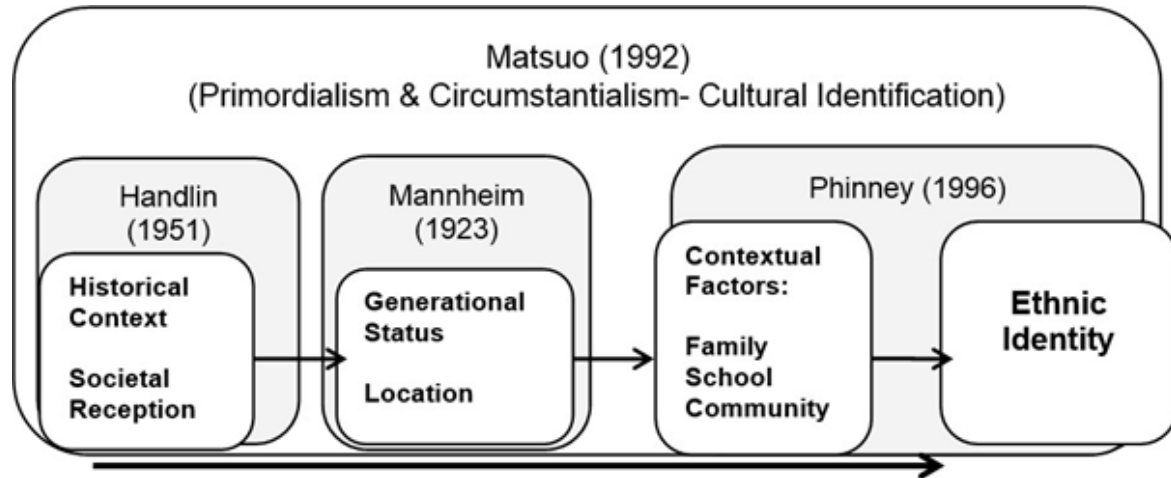 Matsuo (1992)
(Primordialism & Circumstantialism- Cultural Identification)
Handlin
(1951)
Historical
Context
Societal
Reception
Mannheim
(1923)
Generational
Status
Location
Phinney (1996)
Contextual
Factors:
Family
School
Community
Ethnic
Identity